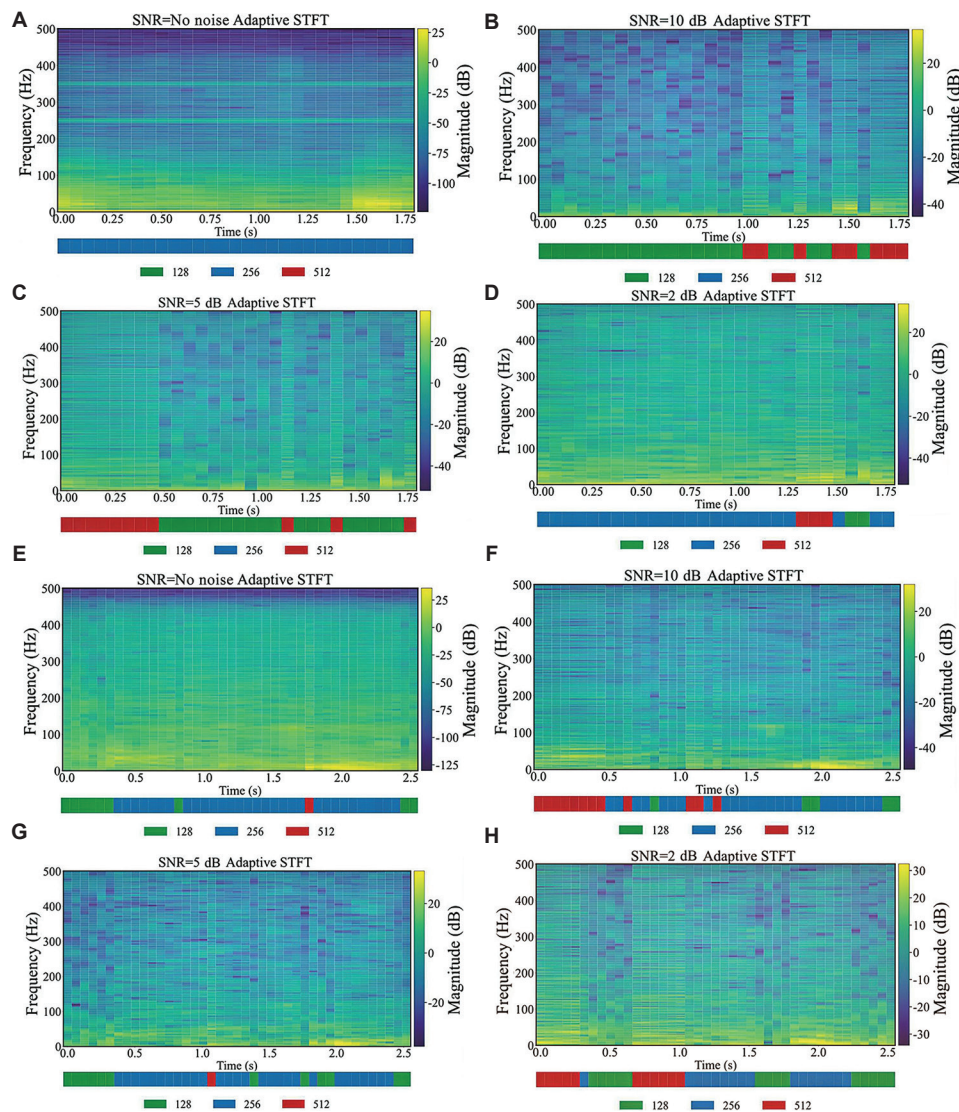 A
SNR=No noise Adaptive STFT
Frequency (Hz)
500
400
300
200
100
0
0.00 0.25 0.50 0.75 1.00 1.25 1.50 1.75
Time (s)
25
0
-25
-50
-75
-100
Magnitude (dB)
128 256 512
B
SNR=10 dB Adaptive STFT
Frequency (Hz)
500
400
300
200
100
0
0.00 0.25 0.50 0.75 1.00 1.25 1.50 1.75
Time (s)
20
0
-20
-40
Magnitude (dB)
128 256 512
C
SNR=5 dB Adaptive STFT
Frequency (Hz)
500
400
300
200
100
0
0.00 0.25 0.50 0.75 1.00 1.25 1.50 1.75
Time (s)
20
0
-20
-40
Magnitude (dB)
128 256 512
D
SNR=2 dB Adaptive STFT
Frequency (Hz)
500
400
300
200
100
0
0.00 0.25 0.50 0.75 1.00 1.25 1.50 1.75
Time (s)
20
0
-20
-40
Magnitude (dB)
128 256 512
E
SNR=No noise Adaptive STFT
Frequency (Hz)
500
400
300
200
100
0
0.0 0.5 1.0 1.5 2.0 2.5
Time (s)
25
0
-25
-50
-75
-100
-125
Magnitude (dB)
128 256 512
F
SNR=10 dB Adaptive STFT
Frequency (Hz)
500
400
300
200
100
0
0.0 0.5 1.0 1.5 2.0 2.5
Time (s)
20
0
-20
-40
Magnitude (dB)
128 256 512
G
SNR=5 dB Adaptive STFT
Frequency (Hz)
500
400
300
200
100
0
0.0 0.5 1.0 1.5 2.0 2.5
Time (s)
20
0
-20
Magnitude (dB)
128 256 512
H
SNR=2 dB Adaptive STFT
Frequency (Hz)
500
400
300
200
100
0
0.0 0.5 1.0 1.5 2.0 2.5
Time (s)
30
20
10
0
-10
-20
-30
Magnitude (dB)
128 256 512